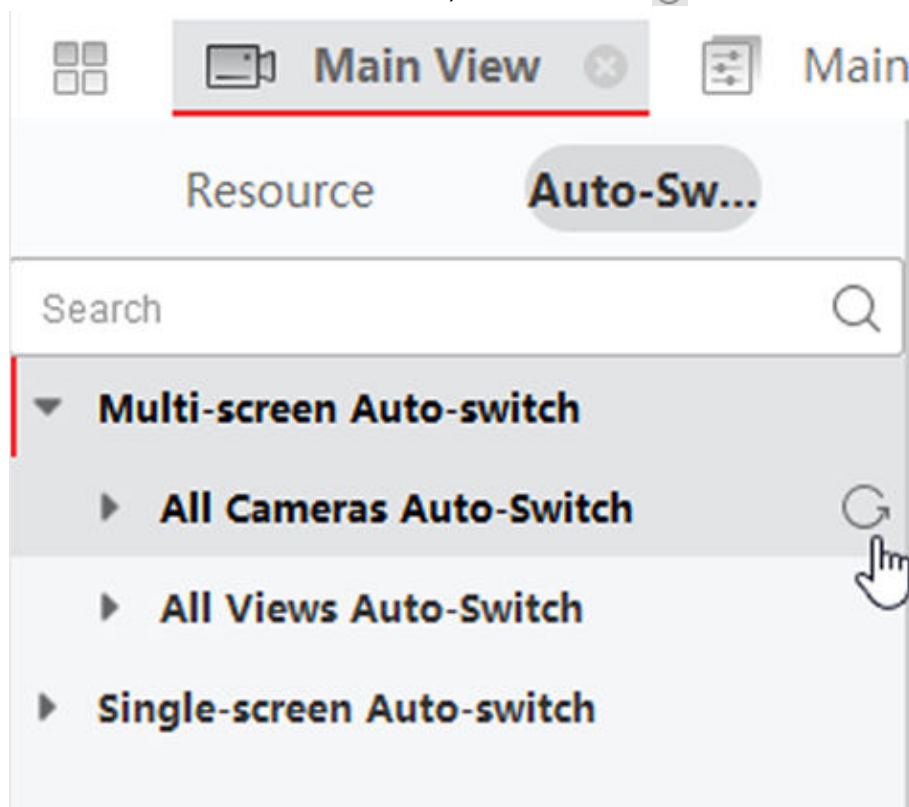 Main View Main
Resource Auto-Sw...
Search
Multi-screen Auto-switch
All Cameras Auto-Switch
All Views Auto-Switch
Single-screen Auto-switch